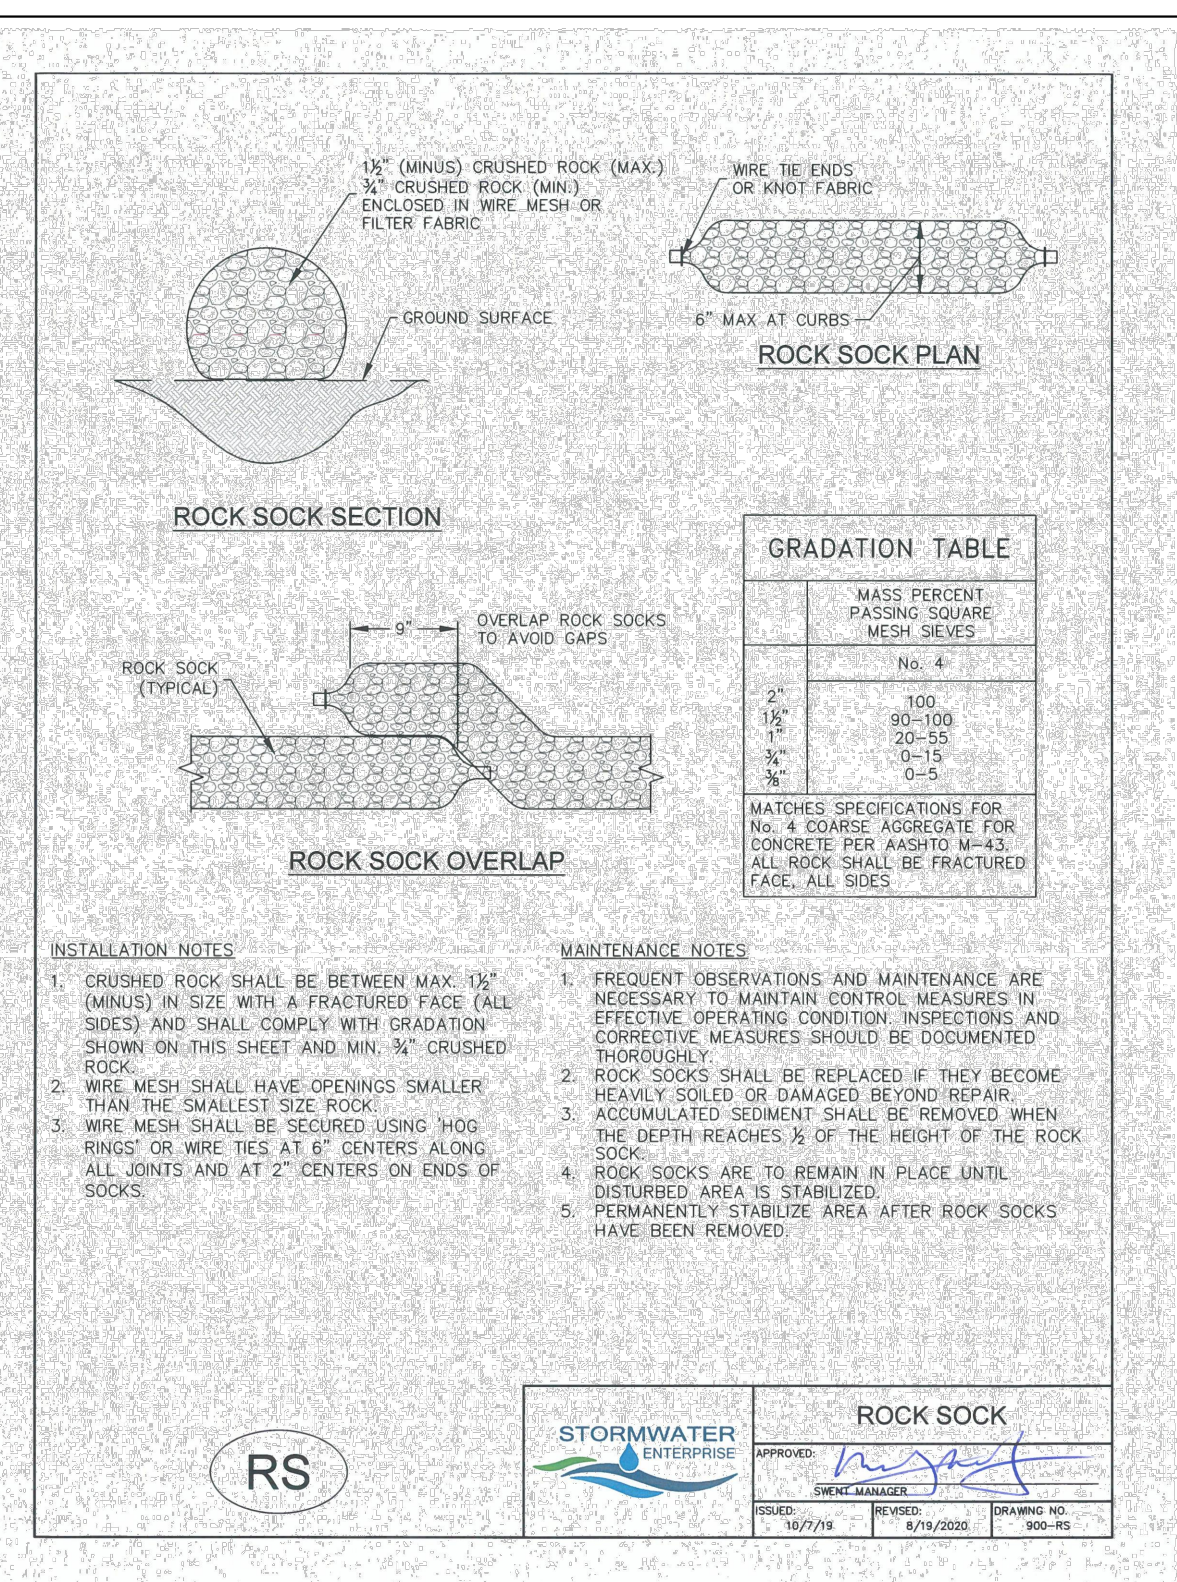 1½" (MINUS) CRUSHED ROCK (MAX.)
¾" CRUSHED ROCK (MIN.)
ENCLOSED IN WIRE MESH OR
FILTER FABRIC
GROUND SURFACE
ROCK SOCK SECTION
WIRE TIE ENDS
OR KNOT FABRIC
6" MAX AT CURBS
ROCK SOCK PLAN
9"
OVERLAP ROCK SOCKS
TO AVOID GAPS
ROCK SOCK
(TYPICAL)
ROCK SOCK OVERLAP
GRADATION TABLE
MASS PERCENT
PASSING SQUARE
MESH SIEVES
No. 4
2" 100
1½" 90-100
1" 20-55
¾" 0-15
⅜" 0-5
MATCHES SPECIFICATIONS FOR
No. 4 COARSE AGGREGATE FOR
CONCRETE PER AASHTO M-43.
ALL ROCK SHALL BE FRACTURED
FACE, ALL SIDES
INSTALLATION NOTES
1. CRUSHED ROCK SHALL BE BETWEEN MAX. 1½"
(MINUS) IN SIZE WITH A FRACTURED FACE (ALL
SIDES) AND SHALL COMPLY WITH GRADATION
SHOWN ON THIS SHEET AND MIN. ¾" CRUSHED
ROCK.
2. WIRE MESH SHALL HAVE OPENINGS SMALLER
THAN THE SMALLEST SIZE ROCK.
3. WIRE MESH SHALL BE SECURED USING 'HOG
RINGS' OR WIRE TIES AT 6" CENTERS ALONG
ALL JOINTS AND AT 2" CENTERS ON ENDS OF
SOCKS.
MAINTENANCE NOTES
1. FREQUENT OBSERVATIONS AND MAINTENANCE ARE
NECESSARY TO MAINTAIN CONTROL MEASURES IN
EFFECTIVE OPERATING CONDITION. INSPECTIONS AND
CORRECTIVE MEASURES SHOULD BE DOCUMENTED
THOROUGHLY.
2. ROCK SOCKS SHALL BE REPLACED IF THEY BECOME
HEAVILY SOILED OR DAMAGED BEYOND REPAIR.
3. ACCUMULATED SEDIMENT SHALL BE REMOVED WHEN
THE DEPTH REACHES ½ OF THE HEIGHT OF THE ROCK
SOCK.
4. ROCK SOCKS ARE TO REMAIN IN PLACE UNTIL
DISTURBED AREA IS STABILIZED.
5. PERMANENTLY STABILIZE AREA AFTER ROCK SOCKS
HAVE BEEN REMOVED.
RS
STORMWATER
ENTERPRISE
ROCK SOCK
APPROVED:
SWENT MANAGER
ISSUED: 10/7/19
REVISED: 8/19/2020
DRAWING NO. 900-RS